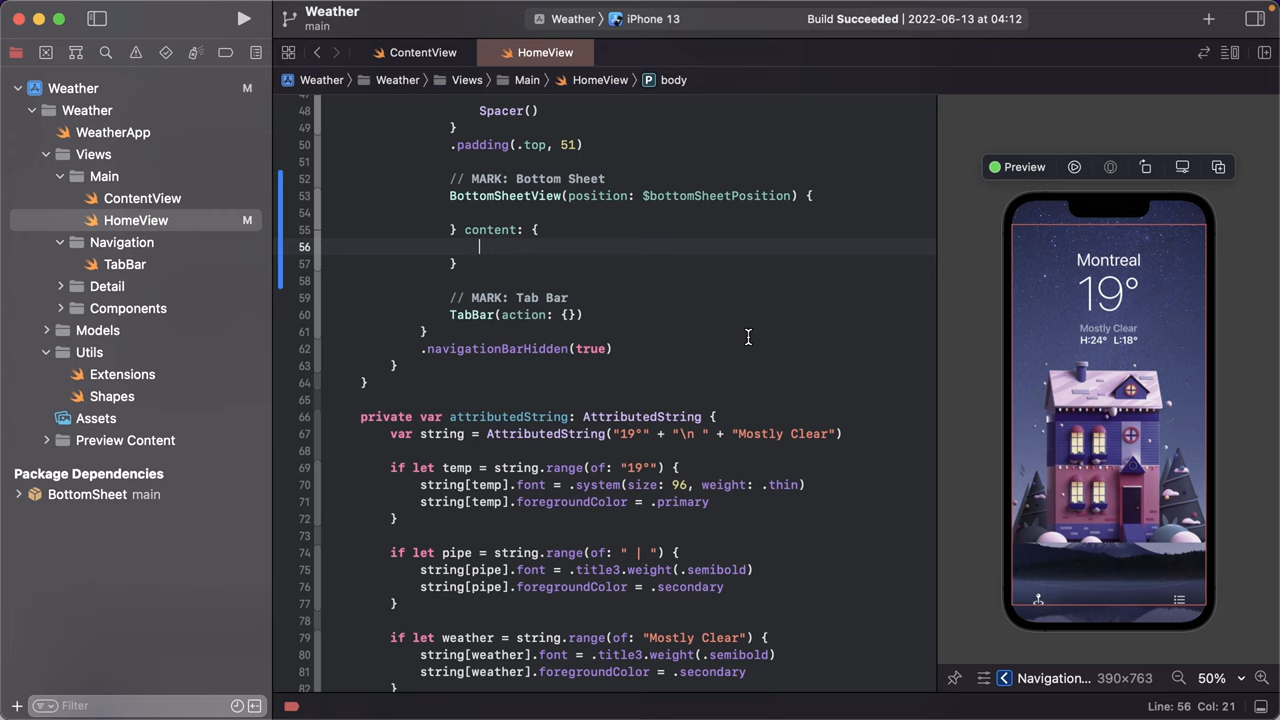 Weather
main
Weather 〉 iPhone 13
Build Succeeded | 2022-06-13 at 04:12
ContentView
HomeView
Weather 〉 Weather 〉 Views 〉 Main 〉 HomeView 〉 P body
Weather M
Weather
WeatherApp
Views
Main
ContentView
HomeView M
Navigation
TabBar
Detail
Components
Models
Utils
Extensions
Shapes
Assets
Preview Content
Package Dependencies
BottomSheet main
Filter
47
48 Spacer()
49 }
50 .padding(.top, 51)
51
52 // MARK: Bottom Sheet
53 BottomSheetView(position: $bottomSheetPosition) {
54
55 } content: {
56
57 }
58
59 // MARK: Tab Bar
60 TabBar(action: {})
61 }
62 .navigationBarHidden(true)
63 }
64 }
65
66 private var attributedString: AttributedString {
67 var string = AttributedString("19°" + "\n " + "Mostly Clear")
68
69 if let temp = string.range(of: "19°") {
70 string[temp].font = .system(size: 96, weight: .thin)
71 string[temp].foregroundColor = .primary
72 }
73
74 if let pipe = string.range(of: " | ") {
75 string[pipe].font = .title3.weight(.semibold)
76 string[pipe].foregroundColor = .secondary
77 }
78
79 if let weather = string.range(of: "Mostly Clear") {
80 string[weather].font = .title3.weight(.semibold)
81 string[weather].foregroundColor = .secondary
82 }
Preview
Montreal
19°
Mostly Clear
H:24° L:18°
Navigation... 390×763
50%
Line: 56 Col: 21